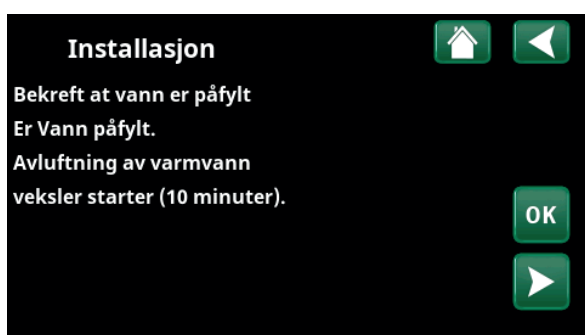 Installasjon
Bekreft at vann er påfylt
Er Vann påfylt.
Avluftning av varmvann
veksler starter (10 minuter).
OK